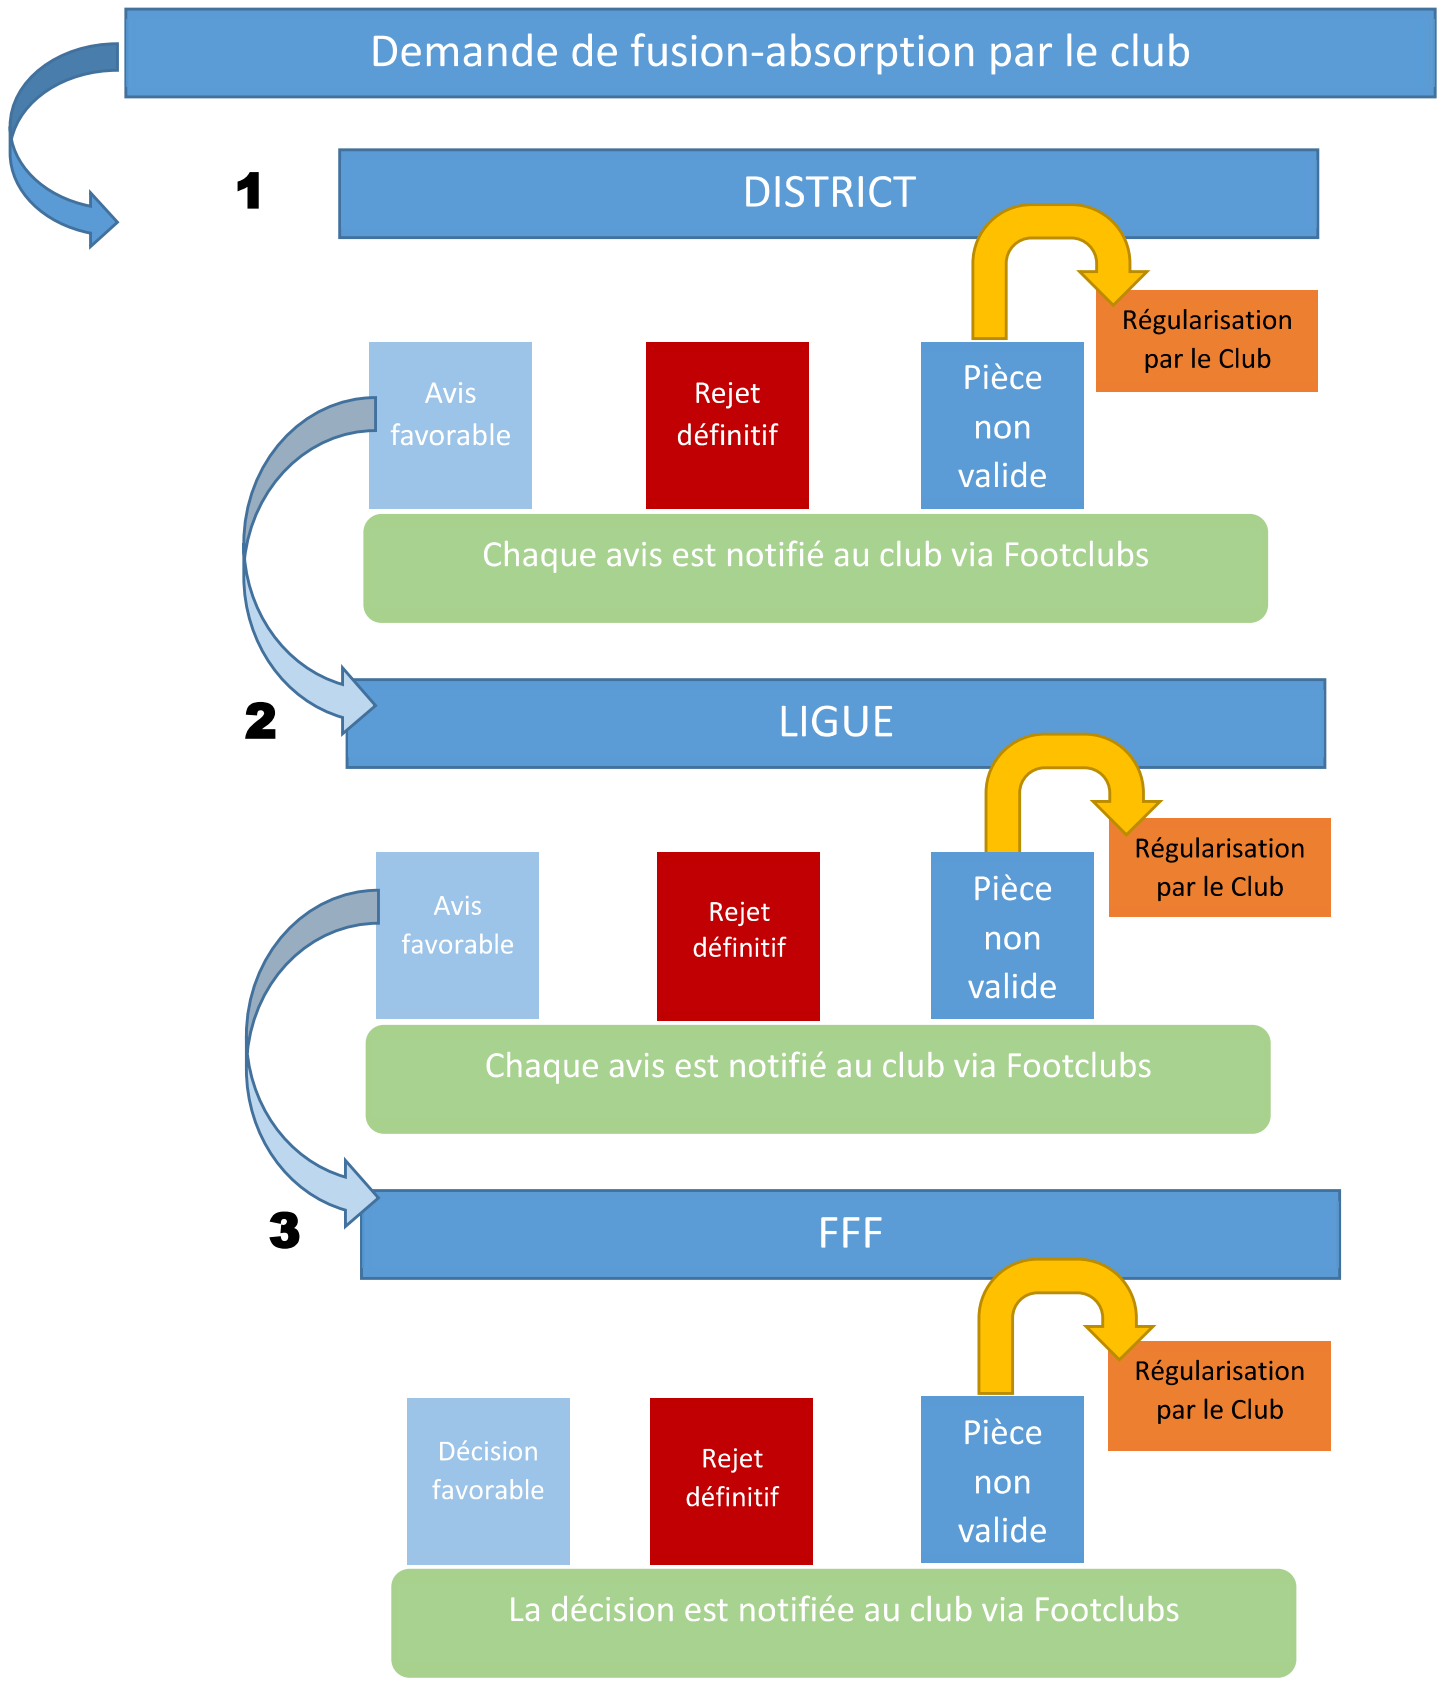 Demande de fusion-absorption par le club
1
DISTRICT
Régularisation
par le Club
Avis
favorable
Rejet
définitif
Pièce
non
valide
Chaque avis est notifié au club via Footclubs
2
LIGUE
Régularisation
par le Club
Avis
favorable
Rejet
définitif
Pièce
non
valide
Chaque avis est notifié au club via Footclubs
3
FFF
Régularisation
par le Club
Décision
favorable
Rejet
définitif
Pièce
non
valide
La décision est notifiée au club via Footclubs